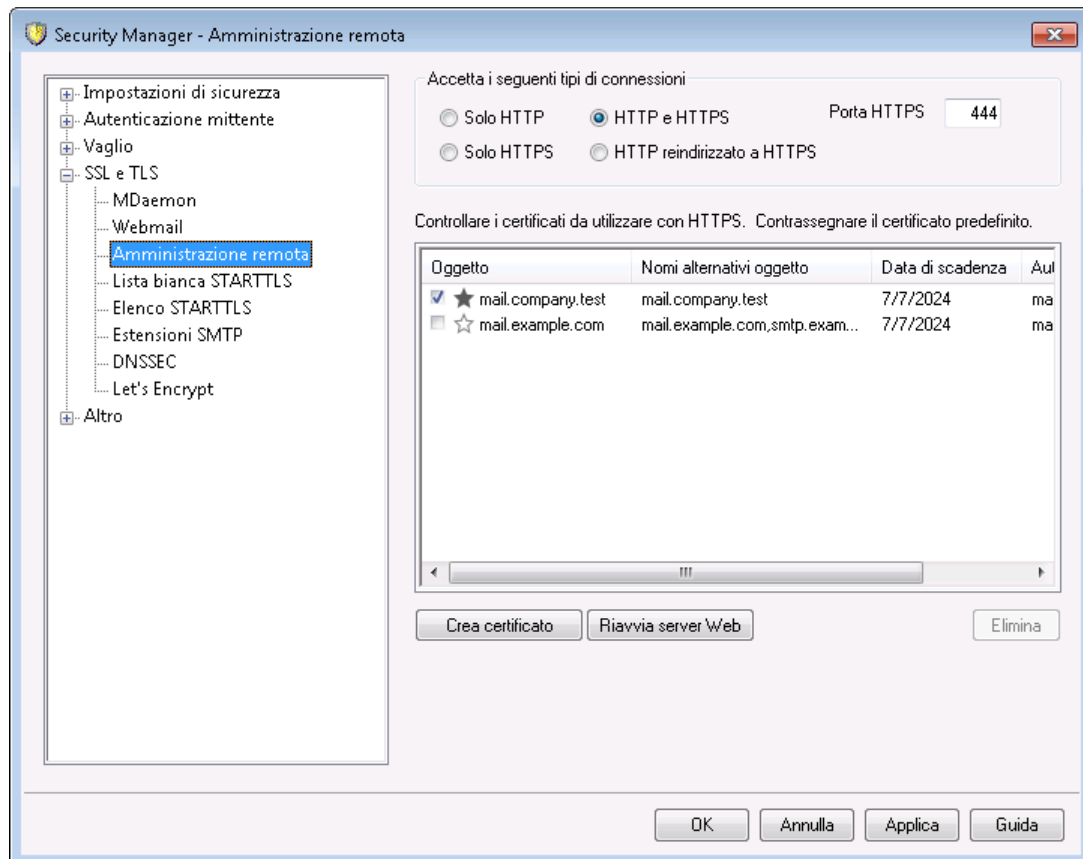 Security Manager - Amministrazione remota
Impostazioni di sicurezza
Autenticazione mittente
Vaglio
SSL e TLS
MDaemon
Webmail
Amministrazione remota
Lista bianca STARTTLS
Elenco STARTTLS
Estensioni SMTP
DNSSEC
Let's Encrypt
Altro
Accetta i seguenti tipi di connessioni
Solo HTTP HTTP e HTTPS Porta HTTPS 444
Solo HTTPS HTTP reindirizzato a HTTPS
Controllare i certificati da utilizzare con HTTPS. Contrassegnare il certificato predefinito.
Oggetto Nomi alternativi oggetto Data di scadenza Aut
mail.company.test mail.company.test 7/7/2024 ma
mail.example.com mail.example.com,smtp.exam... 7/7/2024 ma
Crea certificato Riavvia server Web Elimina
OK Annulla Applica Guida